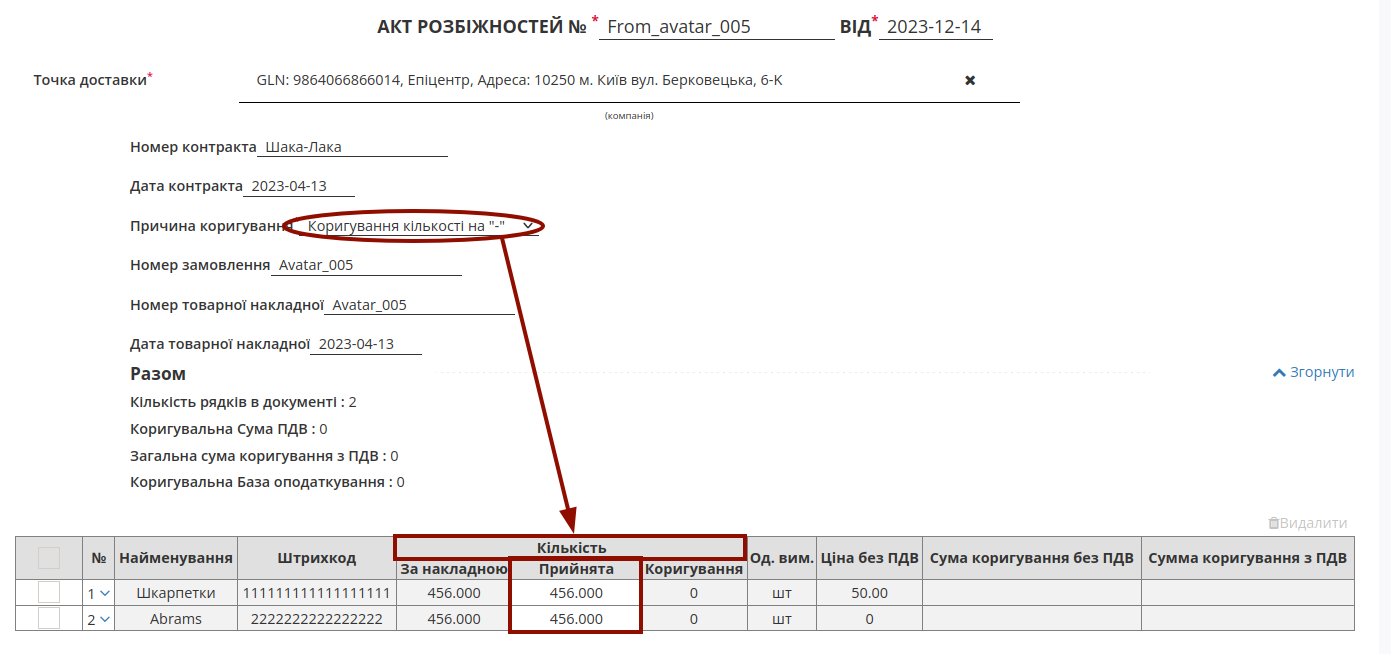 АКТ РОЗБІЖНОСТЕЙ № * From_avatar_005 ВІД* 2023-12-14
Точка доставки* GLN: 9864066866014, Епіцентр, Адреса: 10250 м. Київ вул. Берковецька, 6-К ✖
(компанія)
Номер контракта Шака-Лака
Дата контракта 2023-04-13
Причина коригування Коригування кількості на "-"
Номер замовлення Avatar_005
Номер товарної накладної Avatar_005
Дата товарної накладної 2023-04-13
Разом Згорнути
Кількість рядків в документі : 2
Коригувальна Сума ПДВ : 0
Загальна сума коригування з ПДВ : 0
Коригувальна База оподаткування : 0
Видалити
№ Найменування Штрихкод Кількість Од. вим. Ціна без ПДВ Сума коригування без ПДВ Сумма коригування з ПДВ
За накладною Прийнята Коригування
1 Шкарпетки 111111111111111111 456.000 456.000 0 шт 50.00
2 Abrams 2222222222222222 456.000 456.000 0 шт 0